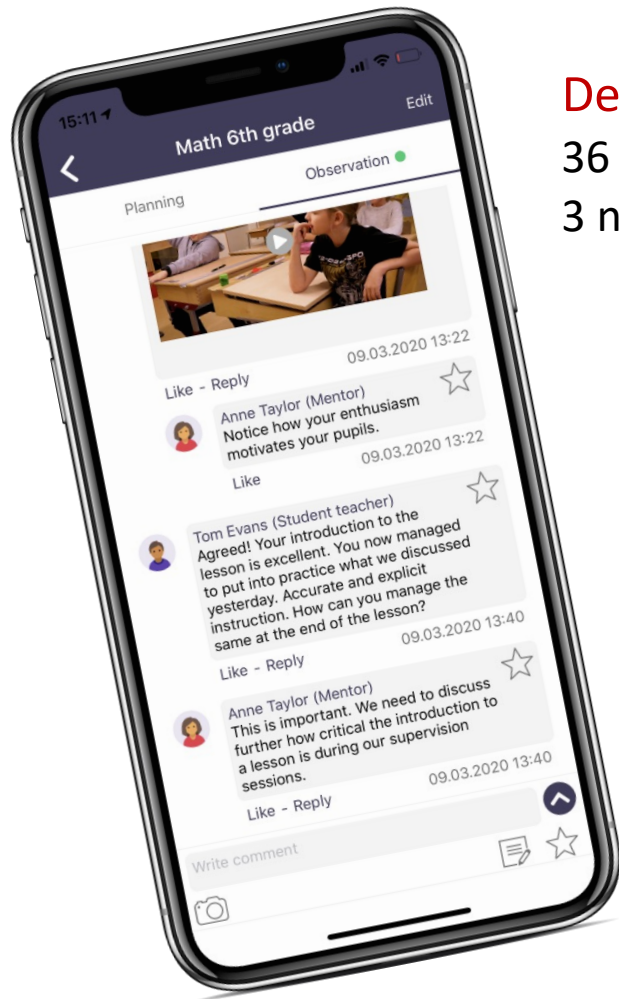 15:11
Math 6th grade
Edit
Planning
Observation
09.03.2020 13:22
Like - Reply
Anne Taylor (Mentor)
Notice how your enthusiasm
motivates your pupils.
09.03.2020 13:22
Like
Tom Evans (Student teacher)
Agreed! Your introduction to the
lesson is excellent. You now managed
to put into practice what we discussed
yesterday. Accurate and explicit
instruction. How can you manage the
same at the end of the lesson?
09.03.2020 13:40
Like - Reply
Anne Taylor (Mentor)
This is important. We need to discuss
further how critical the introduction to
a lesson is during our supervision
sessions.
09.03.2020 13:40
Like - Reply
Write comment
De
36
3 n